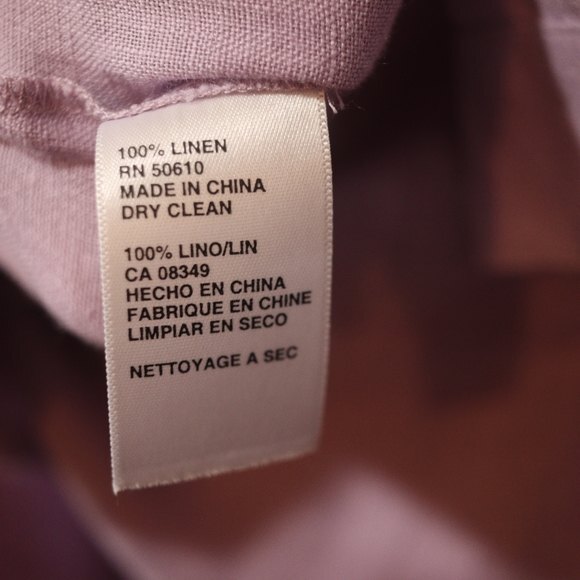 100% LINEN
RN 50610
MADE IN CHINA
DRY CLEAN
100% LINO/LIN
CA 08349
HECHO EN CHINA
FABRIQUE EN CHINE
LIMPIAR EN SECO
NETTOYAGE A SEC